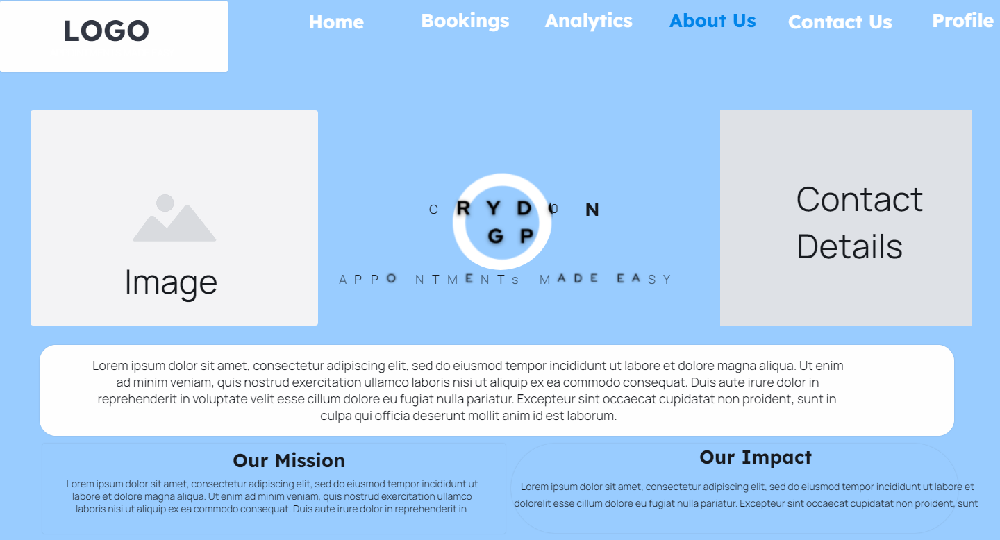 LOGO
Home Bookings Analytics About Us Contact Us Profile
C R Y D O N
G P
A P P O N T M E N T s M A D E E A S Y
Image
Contact
Details
Lorem ipsum dolor sit amet, consectetur adipiscing elit, sed do eiusmod tempor incididunt ut labore et dolore magna aliqua. Ut enim
ad minim veniam, quis nostrud exercitation ullamco laboris nisi ut aliquip ex ea commodo consequat. Duis aute irure dolor in
reprehenderit in voluptate velit esse cillum dolore eu fugiat nulla pariatur. Excepteur sint occaecat cupidatat non proident, sunt in
culpa qui officia deserunt mollit anim id est laborum.
Our Mission
Lorem ipsum dolor sit amet, consectetur adipiscing elit, sed do eiusmod tempor incididunt ut
labore et dolore magna aliqua. Ut enim ad minim veniam, quis nostrud exercitation ullamco
laboris nisi ut aliquip ex ea commodo consequat. Duis aute irure dolor in reprehenderit in
Our Impact
Lorem ipsum dolor sit amet, consectetur adipiscing elit, sed do eiusmod tempor incididunt ut labore et
dolorelit esse cillum dolore eu fugiat nulla pariatur. Excepteur sint occaecat cupidatat non proident, sunt